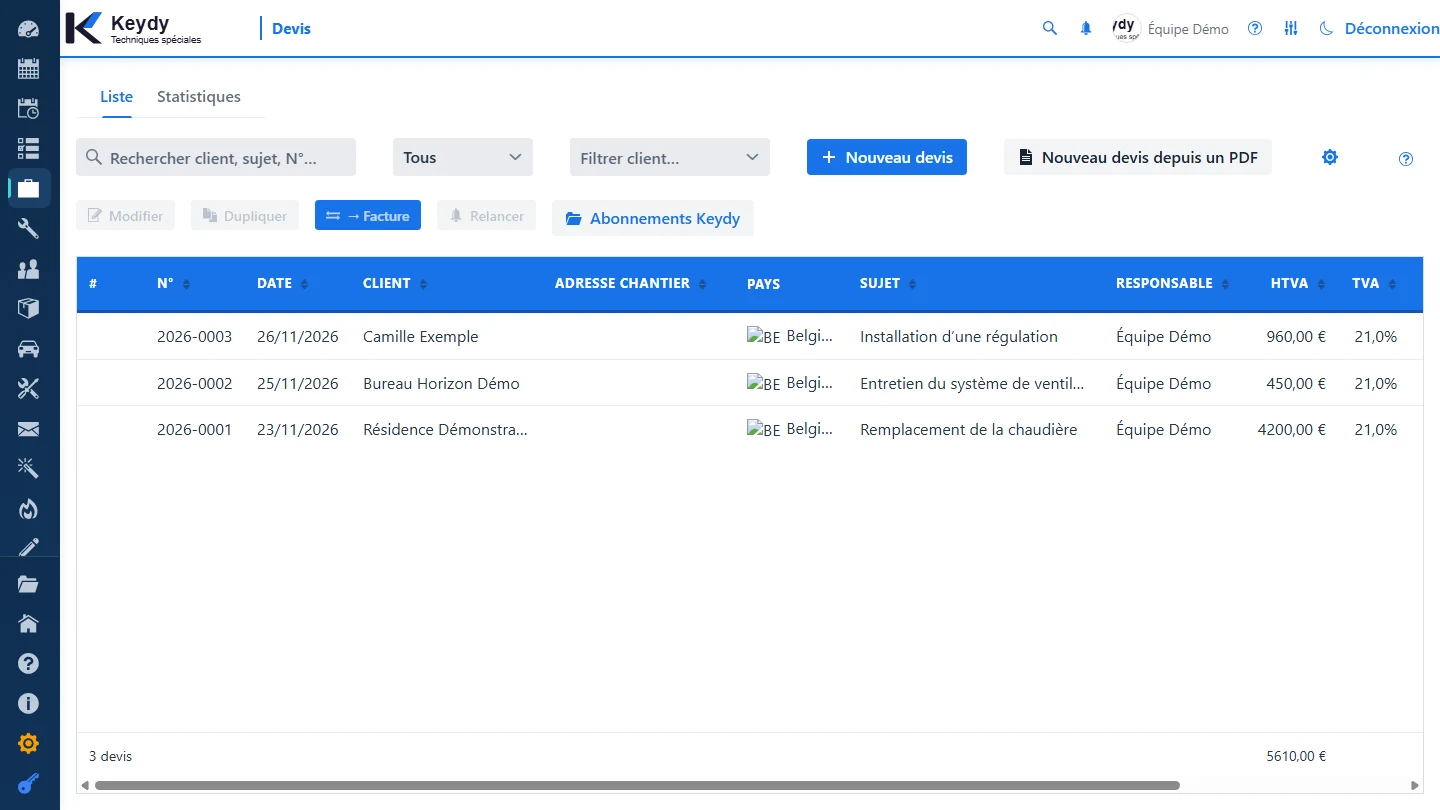 Keydy
Techniques spéciales
Devis
Équipe Démo
Déconnexion
Liste
Statistiques
Rechercher client, sujet, N°...
Tous
Filtrer client...
+ Nouveau devis
Nouveau devis depuis un PDF
Modifier
Dupliquer
→ Facture
Relancer
Abonnements Keydy
# N° DATE CLIENT ADRESSE CHANTIER PAYS SUJET RESPONSABLE HTVA TVA
2026-0003 26/11/2026 Camille Exemple BE Belgi... Installation d'une régulation Équipe Démo 960,00 € 21,0%
2026-0002 25/11/2026 Bureau Horizon Démo BE Belgi... Entretien du système de ventil... Équipe Démo 450,00 € 21,0%
2026-0001 23/11/2026 Résidence Démonstra... BE Belgi... Remplacement de la chaudière Équipe Démo 4200,00 € 21,0%
3 devis 5610,00 €